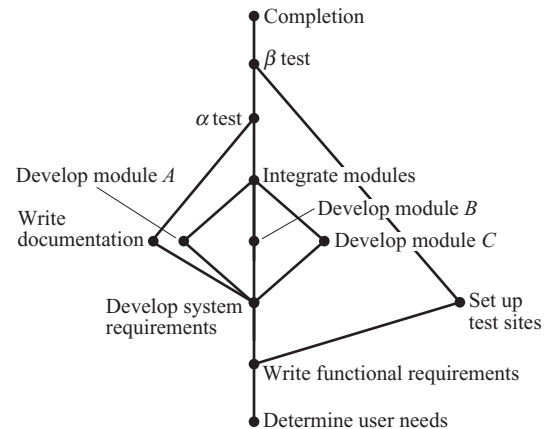 Completion
β test
α test
Develop module A
Integrate modules
Develop module B
Write
documentation
Develop module C
Develop system
requirements
Set up
test sites
Write functional requirements
Determine user needs